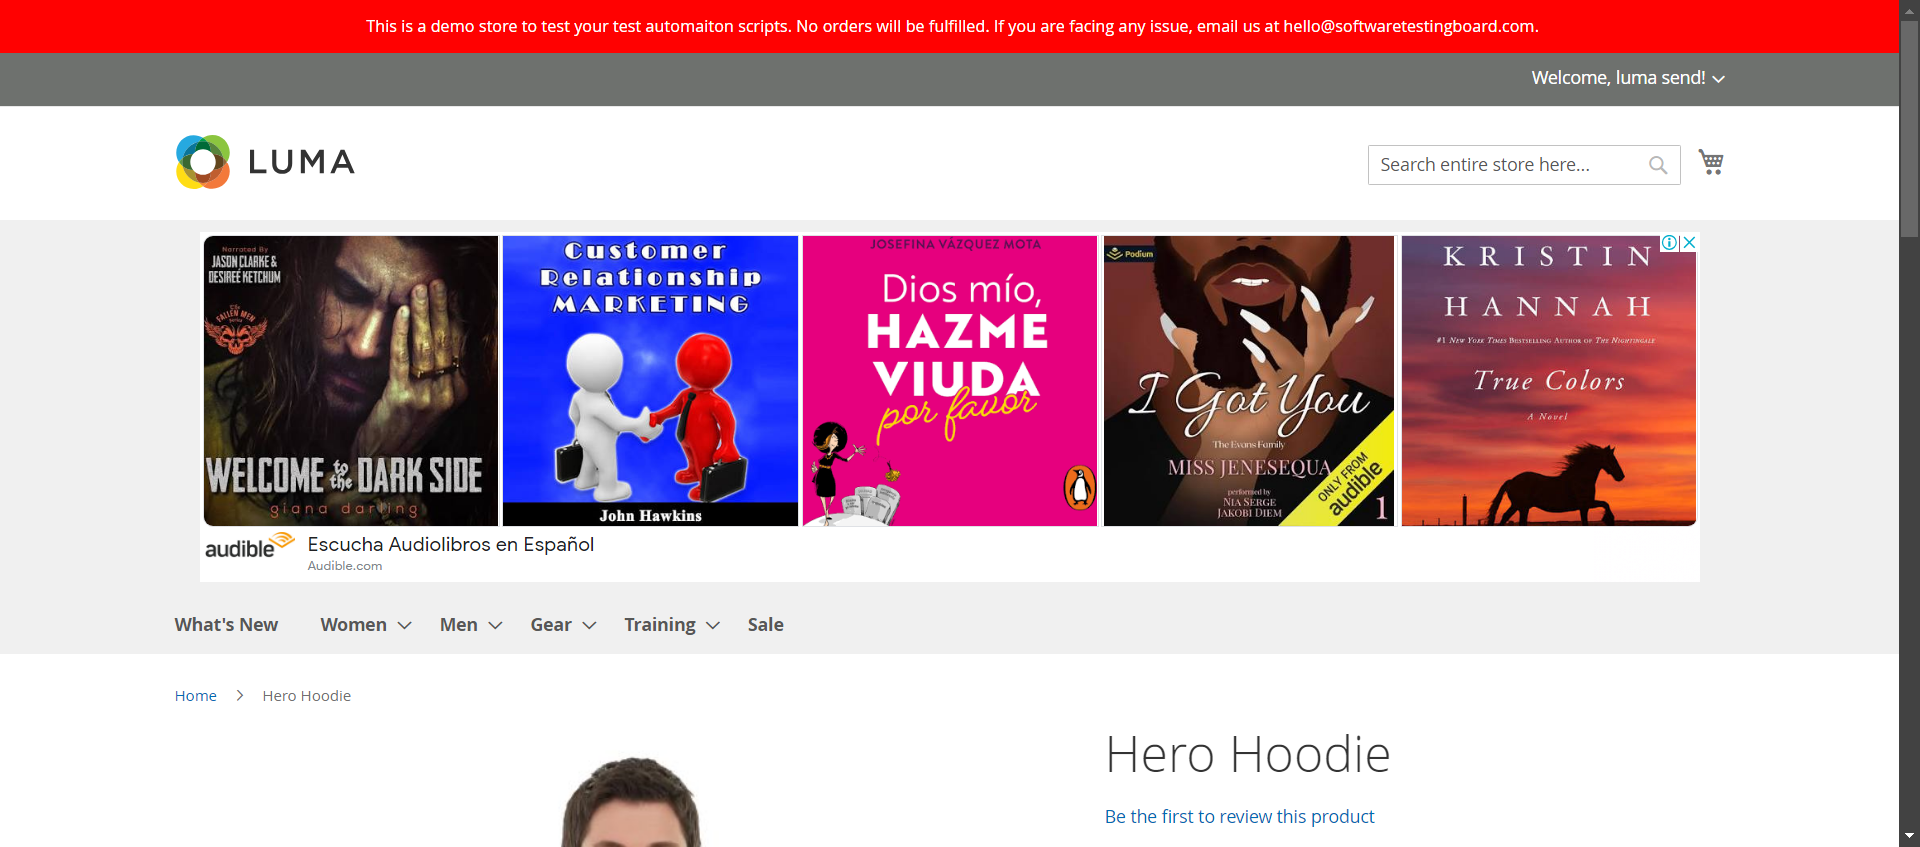 This is a demo store to test your test automaiton scripts. No orders will be fulfilled. If you are facing any issue, email us at hello@softwaretestingboard.com.
Welcome, luma send!
LUMA
Search entire store here...
Narrated By
JASON CLARKE &
DESIREÉ KETCHUM
THE
FALLEN MEN
SERIES
WELCOME to the DARK SIDE
giana darling
Customer
Relationship
MARKETING
John Hawkins
JOSEFINA VÁZQUEZ MOTA
Dios mío,
HAZME
VIUDA
por favor
Podium
I Got You
The Evans Family
MISS JENESEQUA
performed by
NIA SERGE
JAKOBI DIEM
ONLY FROM
audible
1
KRISTIN
HANNAH
#1 NEW YORK TIMES BESTSELLING AUTHOR OF THE NIGHTINGALE
True Colors
A Novel
audible
Escucha Audiolibros en Español
Audible.com
What's New
Women
Men
Gear
Training
Sale
Home
Hero Hoodie
Hero Hoodie
Be the first to review this product